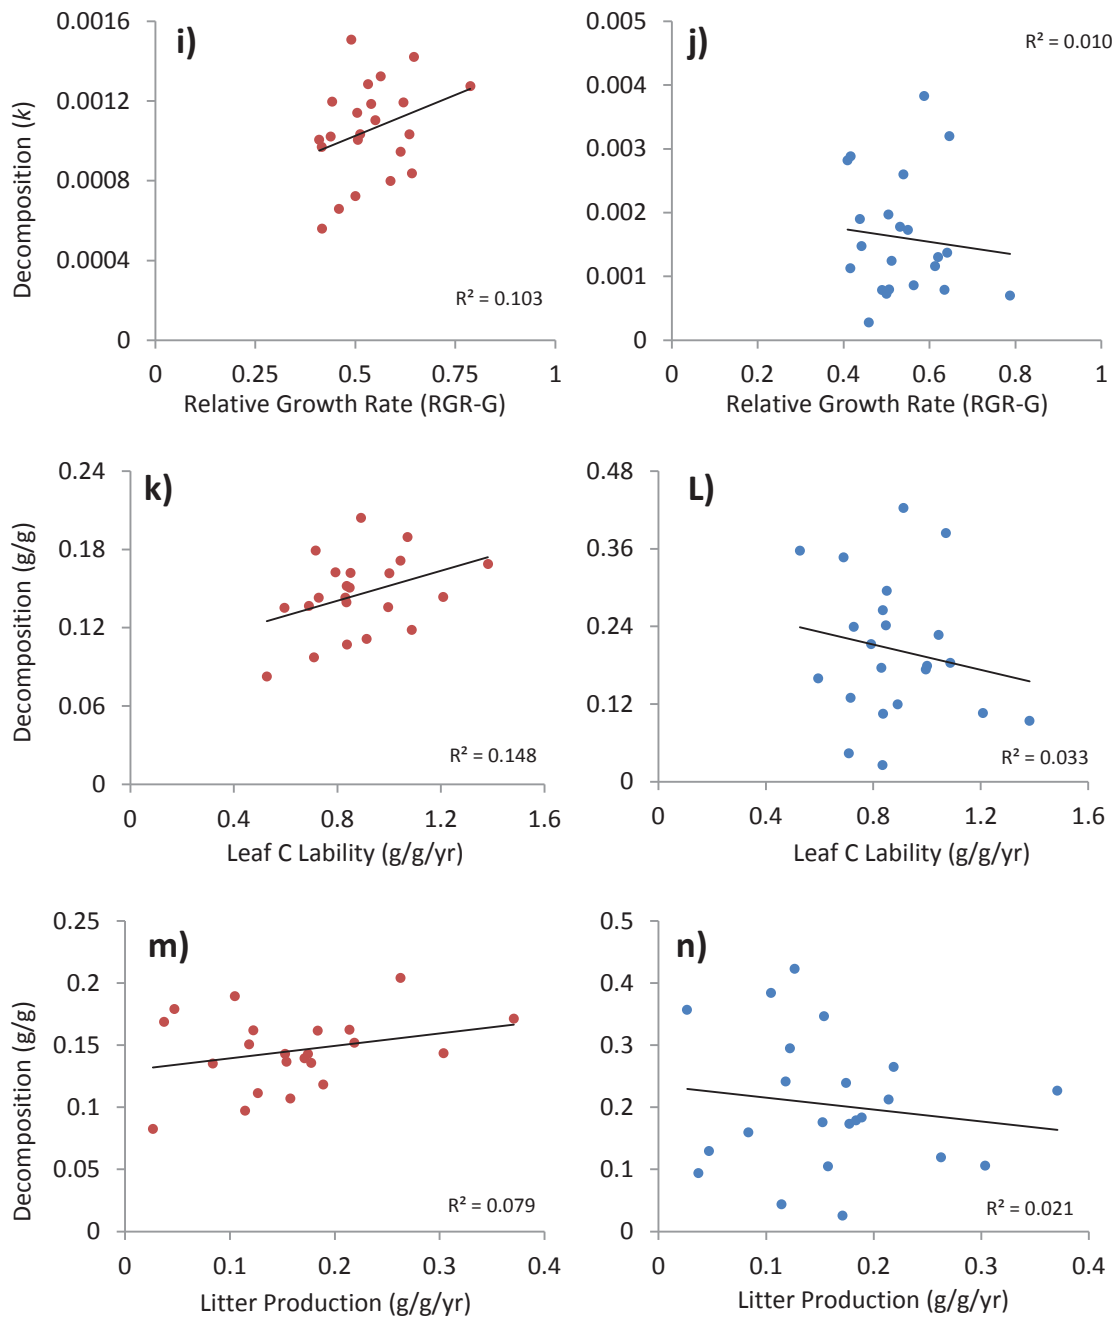 i)
0.0016
0.0012
0.0008
0.0004
0
Decomposition (k)
R² = 0.103
0 0.25 0.5 0.75 1
Relative Growth Rate (RGR-G)
j)
R² = 0.010
0.005
0.004
0.003
0.002
0.001
0
0 0.2 0.4 0.6 0.8 1
Relative Growth Rate (RGR-G)
k)
0.24
0.18
0.12
0.06
0
Decomposition (g/g)
R² = 0.148
0 0.4 0.8 1.2 1.6
Leaf C Lability (g/g/yr)
L)
0.48
0.36
0.24
0.12
0
R² = 0.033
0 0.4 0.8 1.2 1.6
Leaf C Lability (g/g/yr)
m)
0.25
0.2
0.15
0.1
0.05
0
Decomposition (g/g)
R² = 0.079
0 0.1 0.2 0.3 0.4
Litter Production (g/g/yr)
n)
0.5
0.4
0.3
0.2
0.1
0
R² = 0.021
0 0.1 0.2 0.3 0.4
Litter Production (g/g/yr)